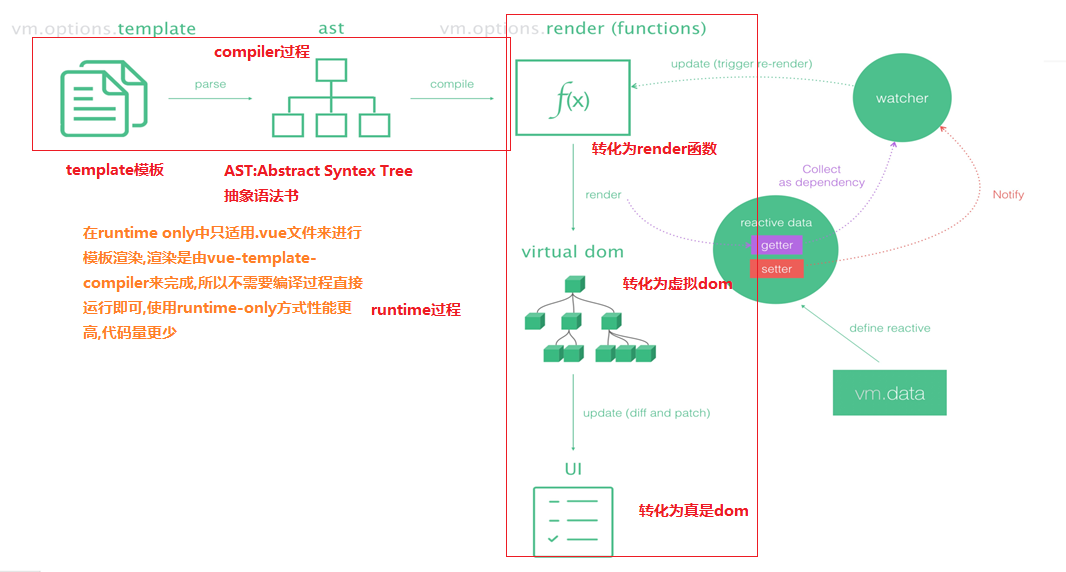 vm.options.template
ast
vm.options.render (functions)
compiler过程
parse
compile
update (trigger re-render)
watcher
f(x)
转化为render函数
template模板
AST:Abstract Syntex Tree
抽象语法书
Collect
as dependency
Notify
render
reactive data
getter
setter
在runtime only中只适用.vue文件来进行
模板渲染,渲染是由vue-template-
compiler来完成,所以不需要编译过程直接
运行即可,使用runtime-only方式性能更
高,代码量更少
runtime过程
virtual dom
转化为虚拟dom
define reactive
vm.data
update (diff and patch)
UI
转化为真是dom